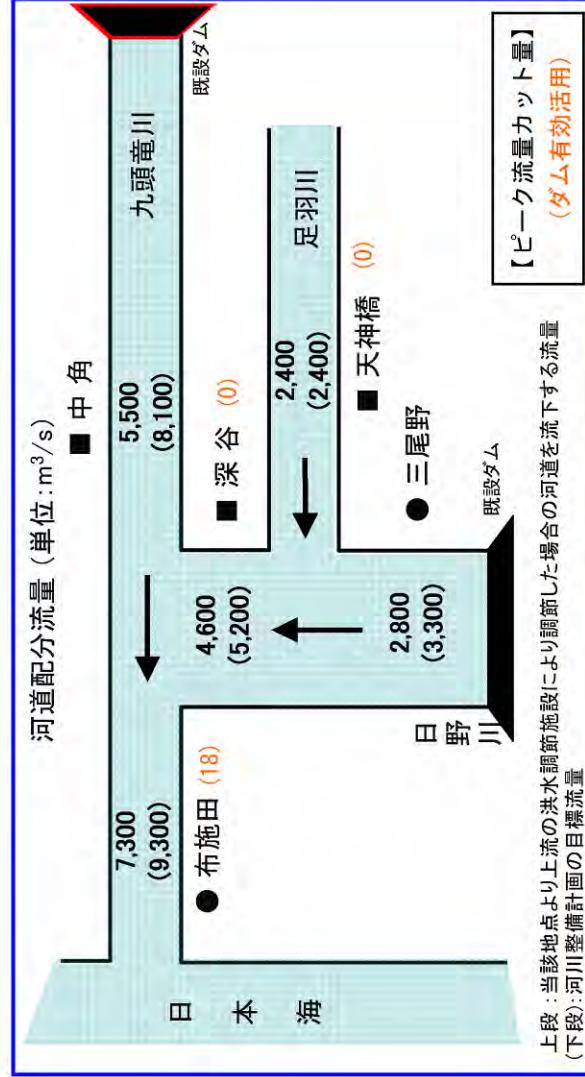 河道配分流量 (単位:m³/s)
■ 中 角
5,500
(8,100)
九頭竜川
既設ダム
7,300
(9,300)
■ 深 谷 (0)
4,600
(5,200)
2,400
(2,400)
足羽川
■ 天神橋 (0)
● 三尾野
2,800
(3,300)
既設ダム
日野川
● 布施田 (18)
日本海
【ピーク流量カット量】
(ダム有効活用)
上段:当該地点より上流の洪水調節施設により調節した場合の河道を流下する流量
(下段):河川整備計画の目標流量